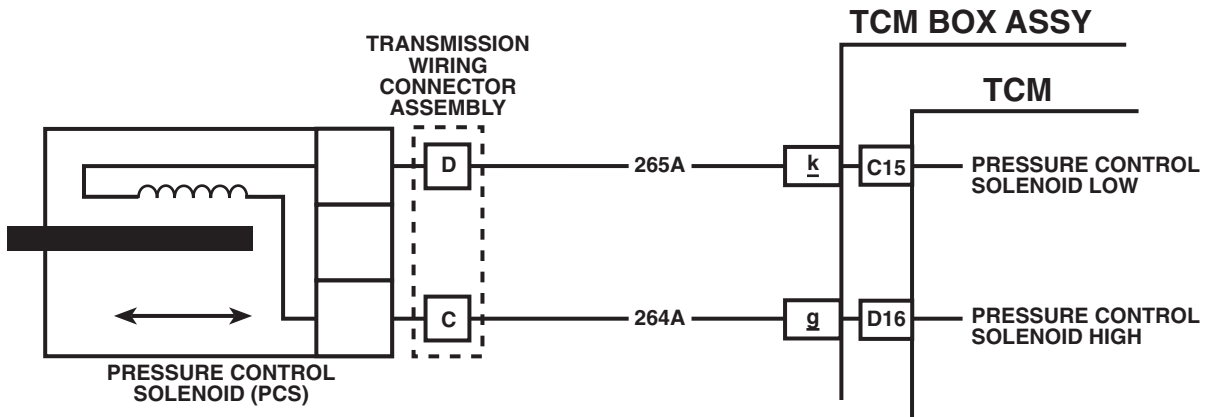 TCM BOX ASSY
TRANSMISSION
WIRING
CONNECTOR
ASSEMBLY
TCM
D
265A
k
C15
PRESSURE CONTROL
SOLENOID LOW
C
264A
g
D16
PRESSURE CONTROL
SOLENOID HIGH
PRESSURE CONTROL
SOLENOID (PCS)